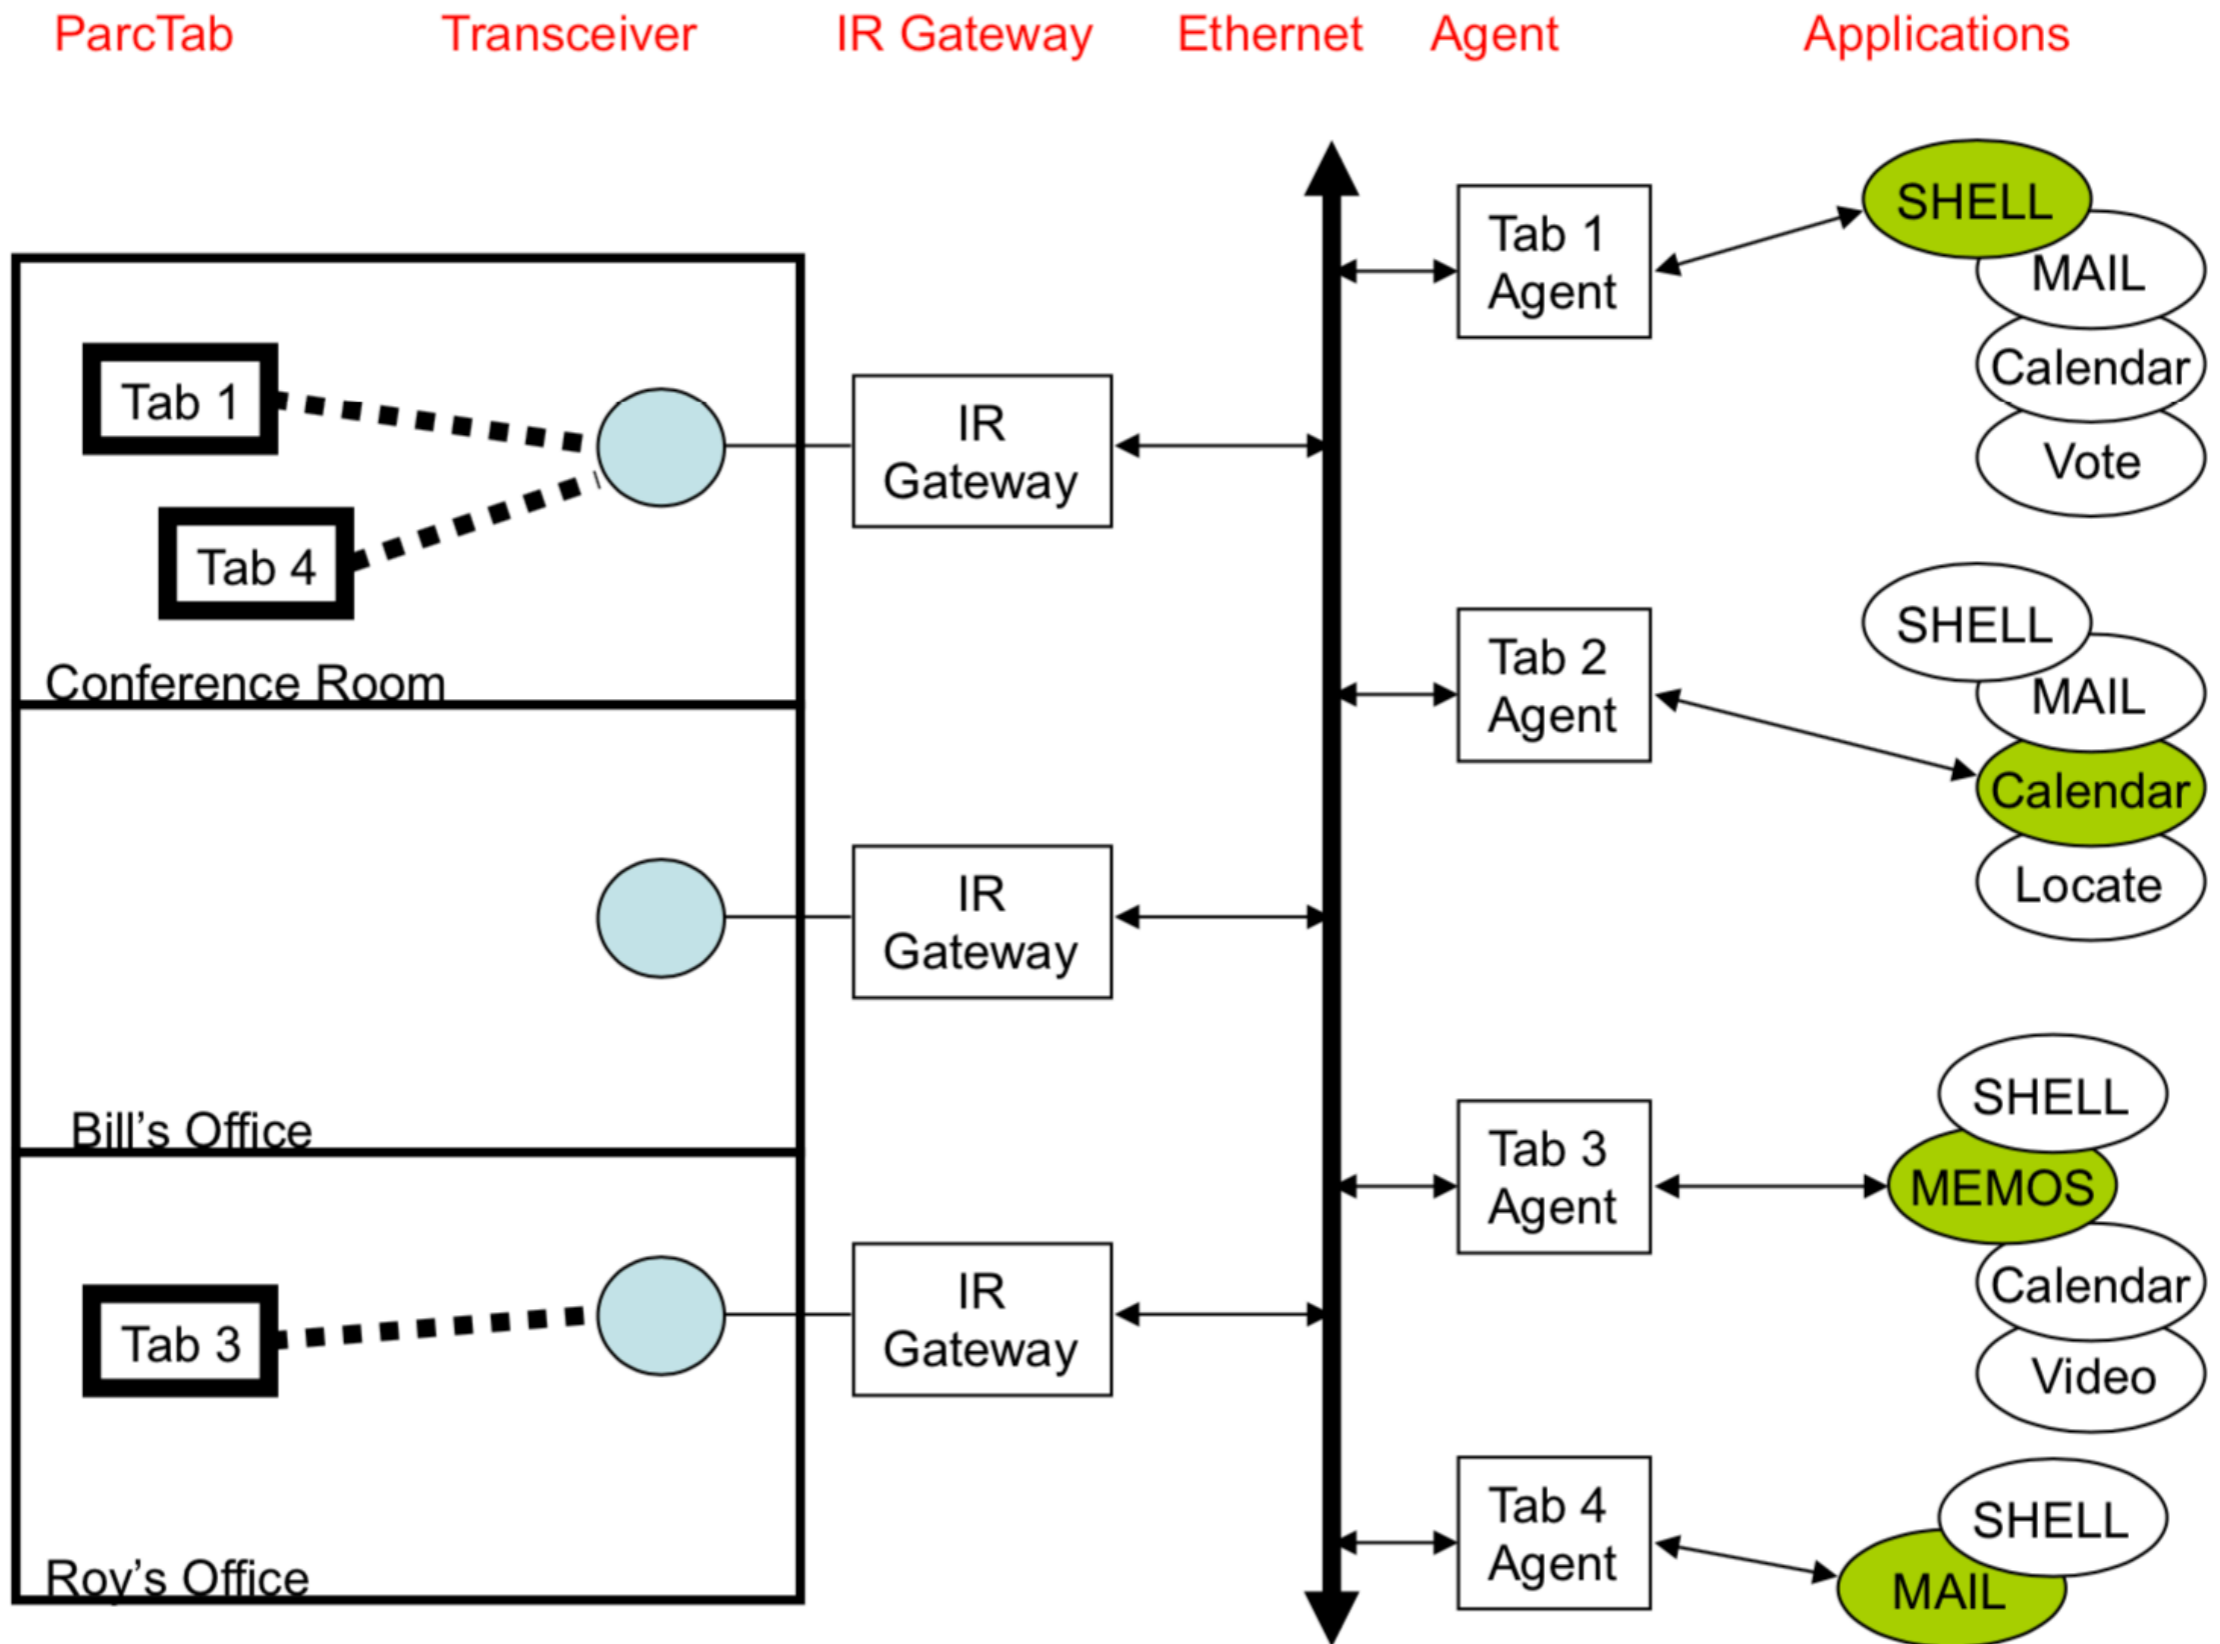 ParcTab
Transceiver
IR Gateway
Ethernet
Agent
Applications
Tab 1
Tab 4
Conference Room
Bill's Office
Tab 3
Roy's Office
IR
Gateway
IR
Gateway
IR
Gateway
Tab 1
Agent
SHELL
MAIL
Calendar
Vote
Tab 2
Agent
SHELL
MAIL
Calendar
Locate
Tab 3
Agent
SHELL
MEMOS
Calendar
Video
Tab 4
Agent
SHELL
MAIL